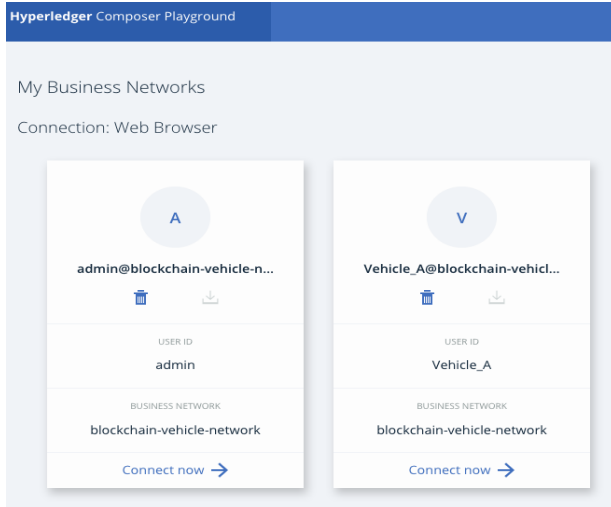 Hyperledger Composer Playground
My Business Networks
Connection: Web Browser
A
admin@blockchain-vehicle-n...
USER ID
admin
BUSINESS NETWORK
blockchain-vehicle-network
Connect now
V
Vehicle_A@blockchain-vehicl...
USER ID
Vehicle_A
BUSINESS NETWORK
blockchain-vehicle-network
Connect now